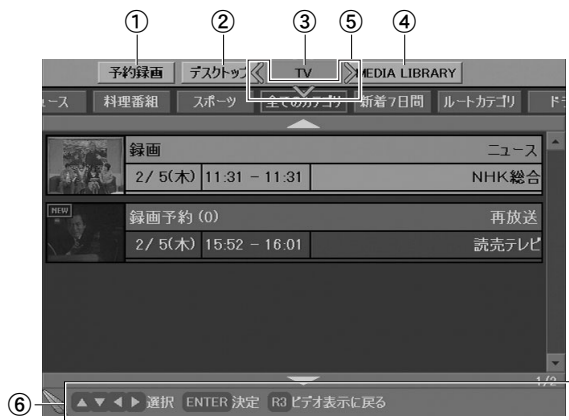 ① ② ③ ⑤ ④
予約録画 デスクトップ TV MEDIA LIBRARY
ュース 料理番組 スポーツ 全てのカテゴリ 新着7日間 ルートカテゴリ ド
録画 ニュース
2/ 5(木) 11:31 - 11:31 NHK総合
NEW 録画予約 (0) 再放送
2/ 5(木) 15:52 - 16:01 読売テレビ
1/2
⑥ 選択 ENTER 決定 R3 ビデオ表示に戻る